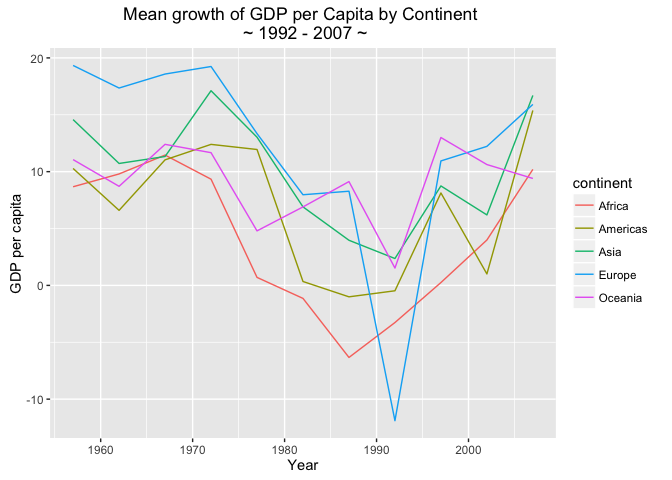 Mean growth of GDP per Capita by Continent
~ 1992 - 2007 ~
GDP per capita
20
10
0
-10
1960
1970
1980
1990
2000
Year
continent
Africa
Americas
Asia
Europe
Oceania